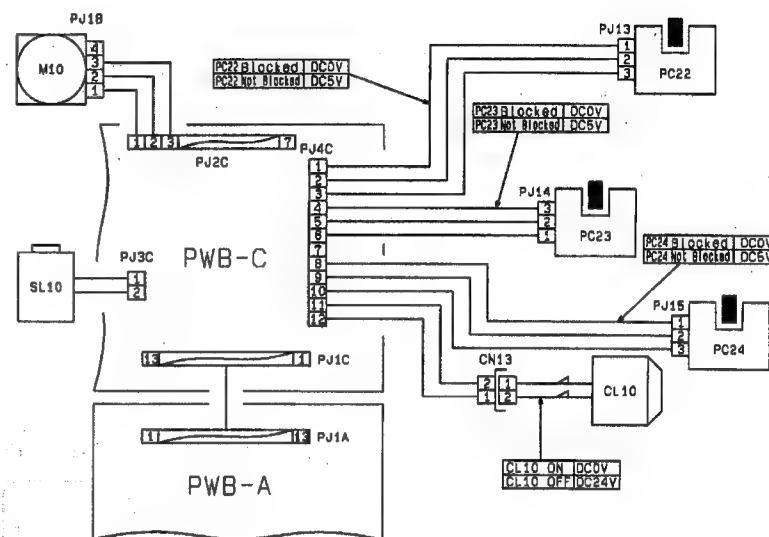 PJ18
M10
4
3
2
1
PJ13
1
2
3
PC22
PC22 Blocked DC0V
PC22 Not Blocked DC5V
PC23 Blocked DC0V
PC23 Not Blocked DC5V
1 2 3 7
PJ2C
PJ4C
1
2
3
4
5
6
7
8
9
10
11
12
PJ14
3
2
1
PC23
PC24 Blocked DC0V
PC24 Not Blocked DC5V
SL10
PJ3C
1
2
PWB-C
PJ15
1
2
3
PC24
13 1 PJ1C
CN13
2 1
1 2
CL10
1 13 PJ1A
PWB-A
CL10 ON DC0V
CL10 OFF DC24V